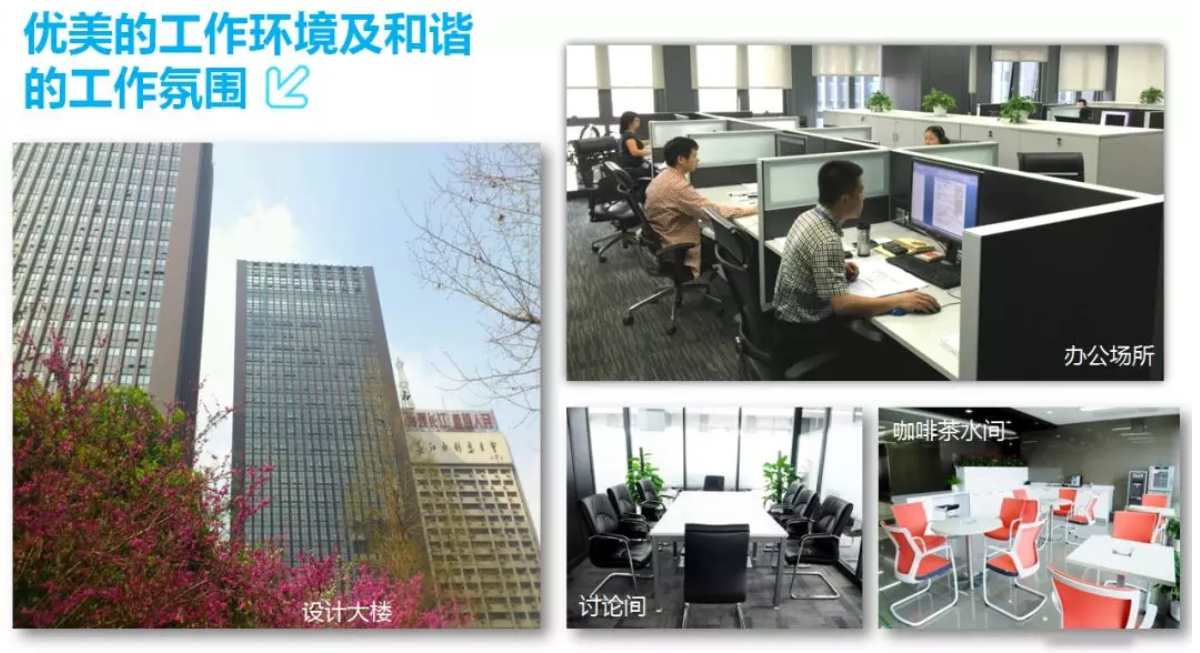 优美的工作环境及和谐
的工作氛围
办公场所
咖啡茶水间
讨论间
设计大楼